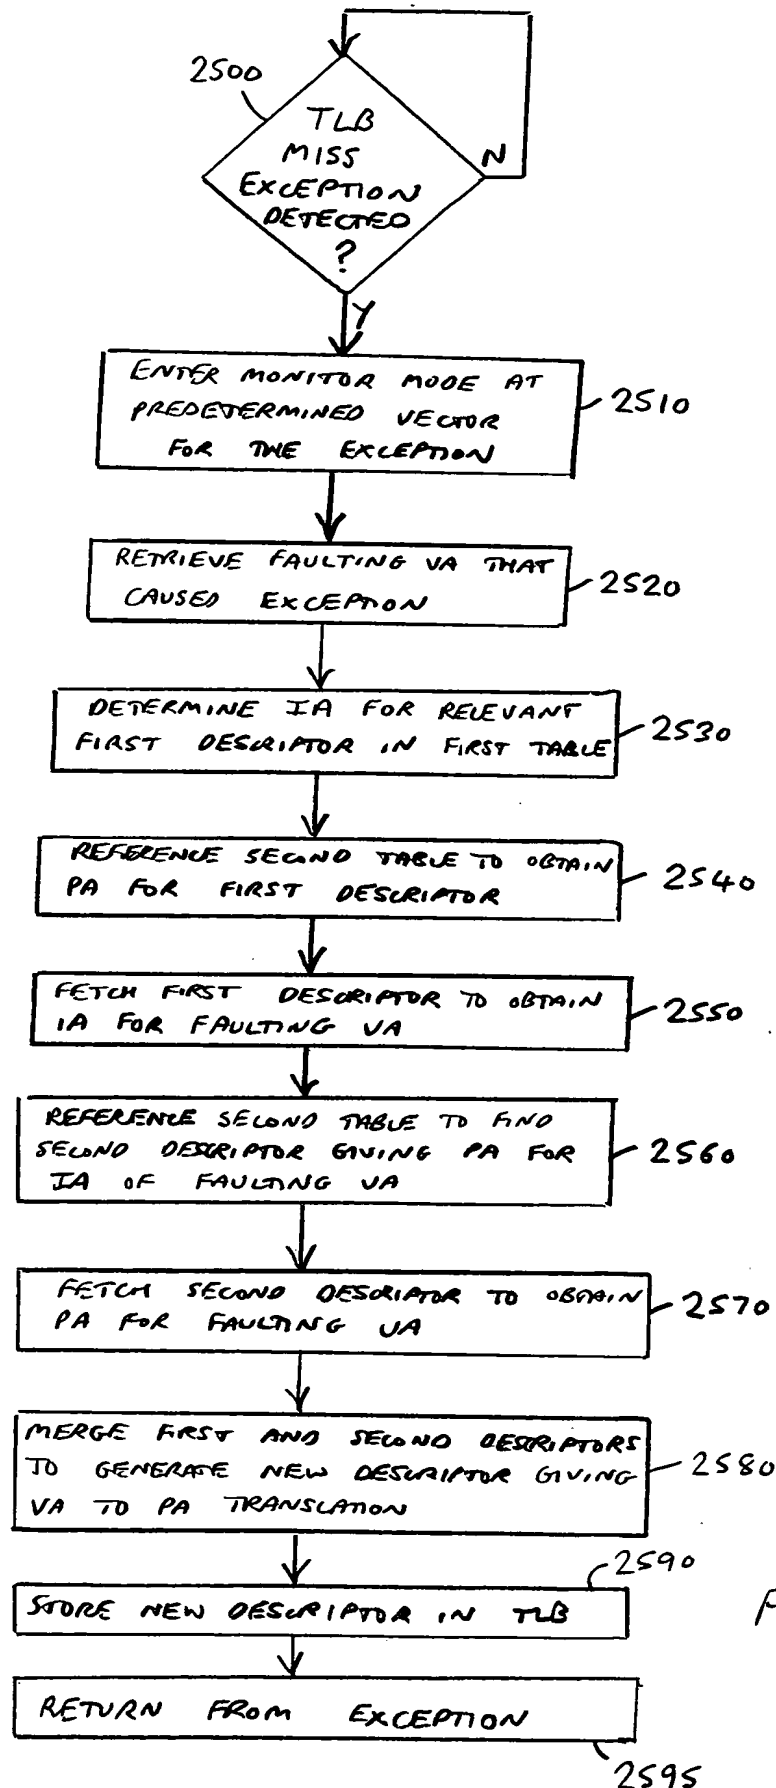 2500
TLB
MISS
EXCEPTION
DETECTED
?
N
Y
ENTER MONITOR MODE AT
PREDETERMINED VECTOR
FOR THE EXCEPTION
2510
RETRIEVE FAULTING VA THAT
CAUSED EXCEPTION
2520
DETERMINE IA FOR RELEVANT
FIRST DESCRIPTOR IN FIRST TABLE
2530
REFERENCE SECOND TABLE TO OBTAIN
PA FOR FIRST DESCRIPTOR
2540
FETCH FIRST DESCRIPTOR TO OBTAIN
IA FOR FAULTING VA
2550
REFERENCE SECOND TABLE TO FIND
SECOND DESCRIPTOR GIVING PA FOR
IA OF FAULTING VA
2560
FETCH SECOND DESCRIPTOR TO OBTAIN
PA FOR FAULTING VA
2570
MERGE FIRST AND SECOND DESCRIPTORS
TO GENERATE NEW DESCRIPTOR GIVING
VA TO PA TRANSLATION
2580
2590
STORE NEW DESCRIPTOR IN TLB
RETURN FROM EXCEPTION
2595